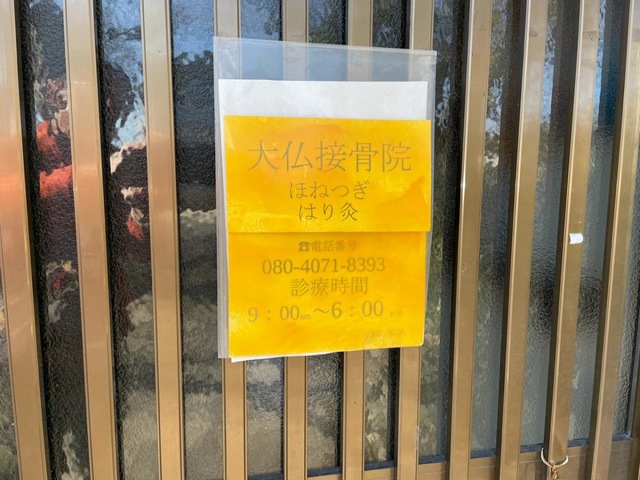 大仏接骨院
ほねつぎ
はり灸
☎電話番号
080-4071-8393
診療時間
9：00am～6：00 p.m